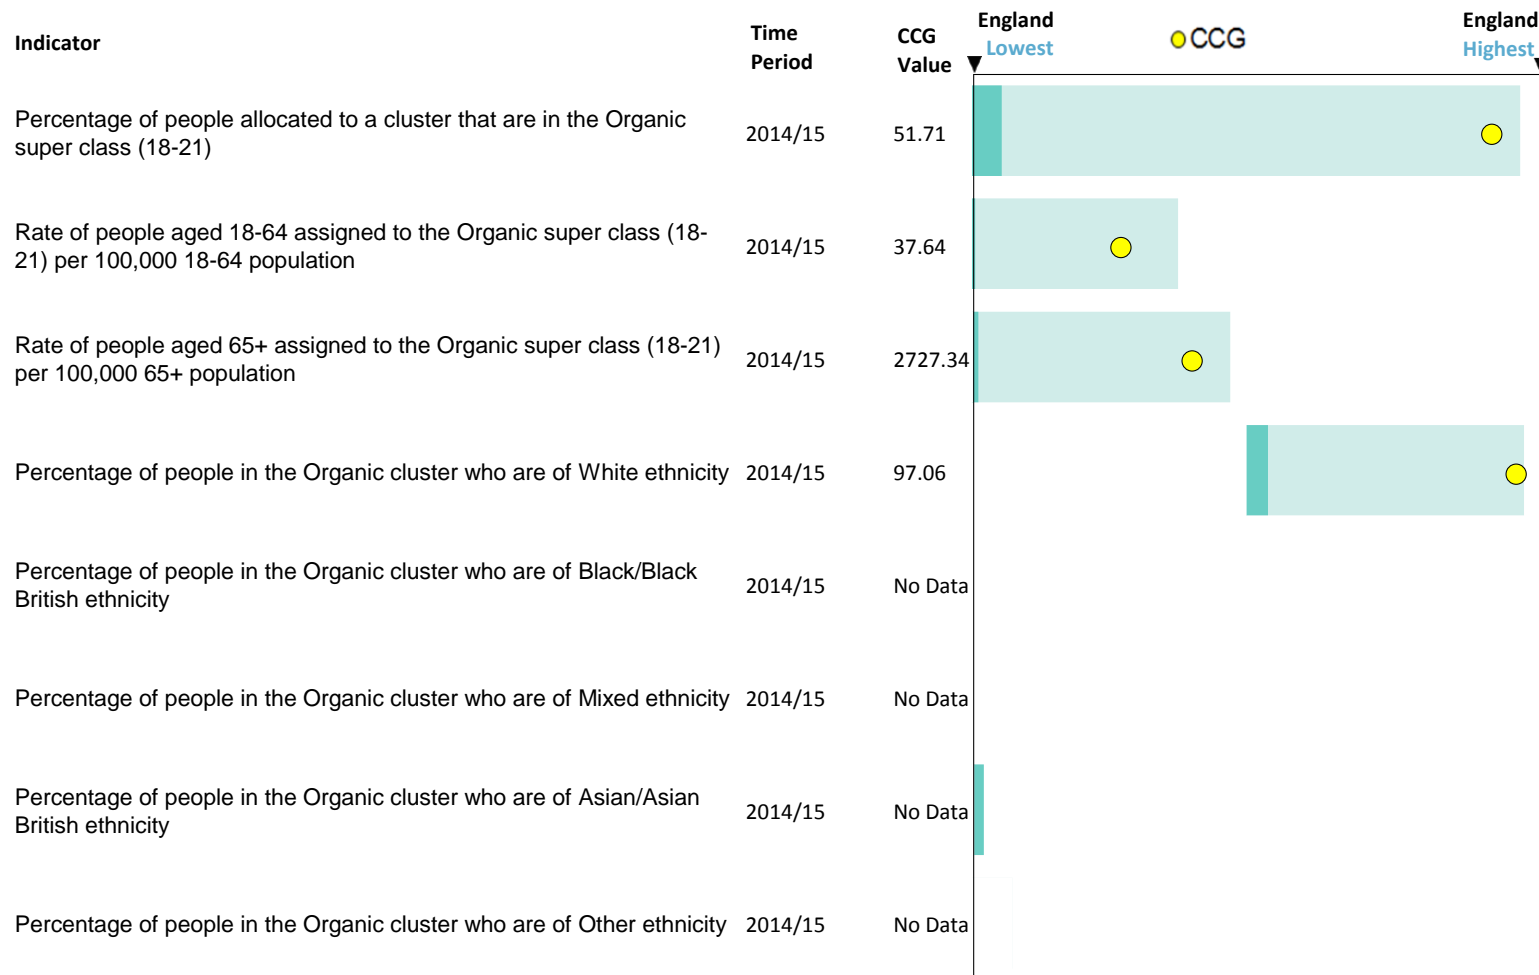 Indicator
Time
Period
CCG
Value
England
Lowest
CCG
England
Highest
Percentage of people allocated to a cluster that are in the Organic
super class (18-21)
2014/15
51.71
Rate of people aged 18-64 assigned to the Organic super class (18-
21) per 100,000 18-64 population
2014/15
37.64
Rate of people aged 65+ assigned to the Organic super class (18-21)
per 100,000 65+ population
2014/15
2727.34
Percentage of people in the Organic cluster who are of White ethnicity
2014/15
97.06
Percentage of people in the Organic cluster who are of Black/Black
British ethnicity
2014/15
No Data
Percentage of people in the Organic cluster who are of Mixed ethnicity
2014/15
No Data
Percentage of people in the Organic cluster who are of Asian/Asian
British ethnicity
2014/15
No Data
Percentage of people in the Organic cluster who are of Other ethnicity
2014/15
No Data